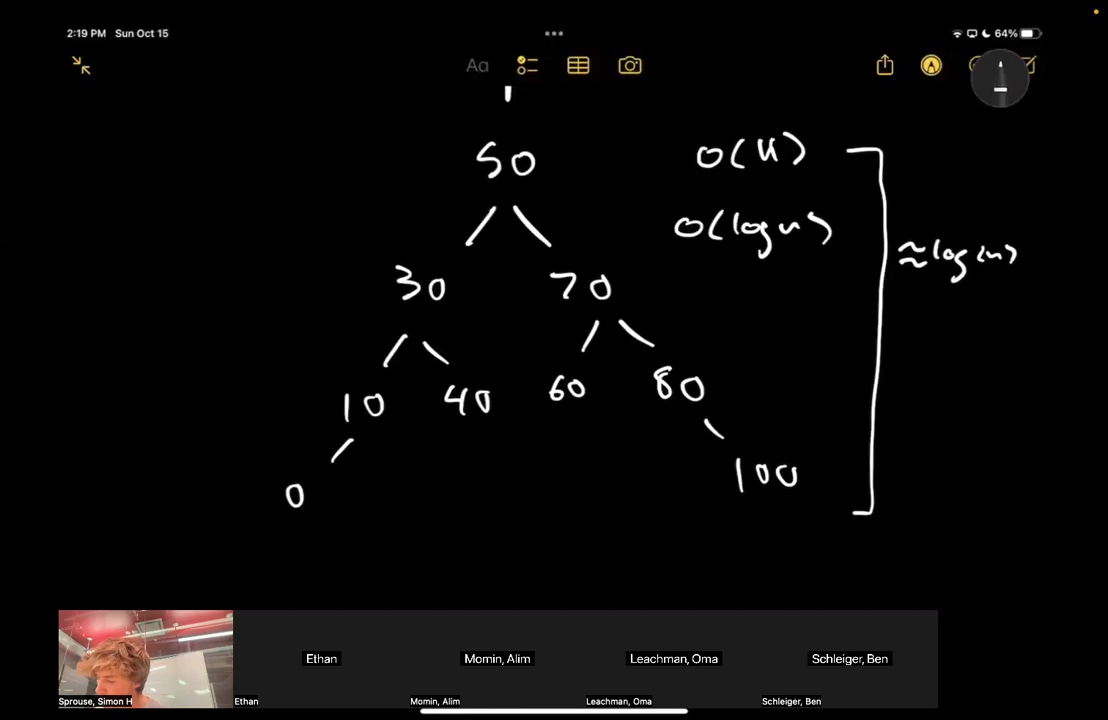 2:19 PM Sun Oct 15
64%
Aa
50
O(n)
O(log n)
≈log(n)
30 70
10 40 60 80
0 100
Ethan
Momin, Alim
Leachman, Oma
Schleiger, Ben
Sprouse, Simon H
Ethan
Momin, Alim
Leachman, Oma
Schleiger, Ben